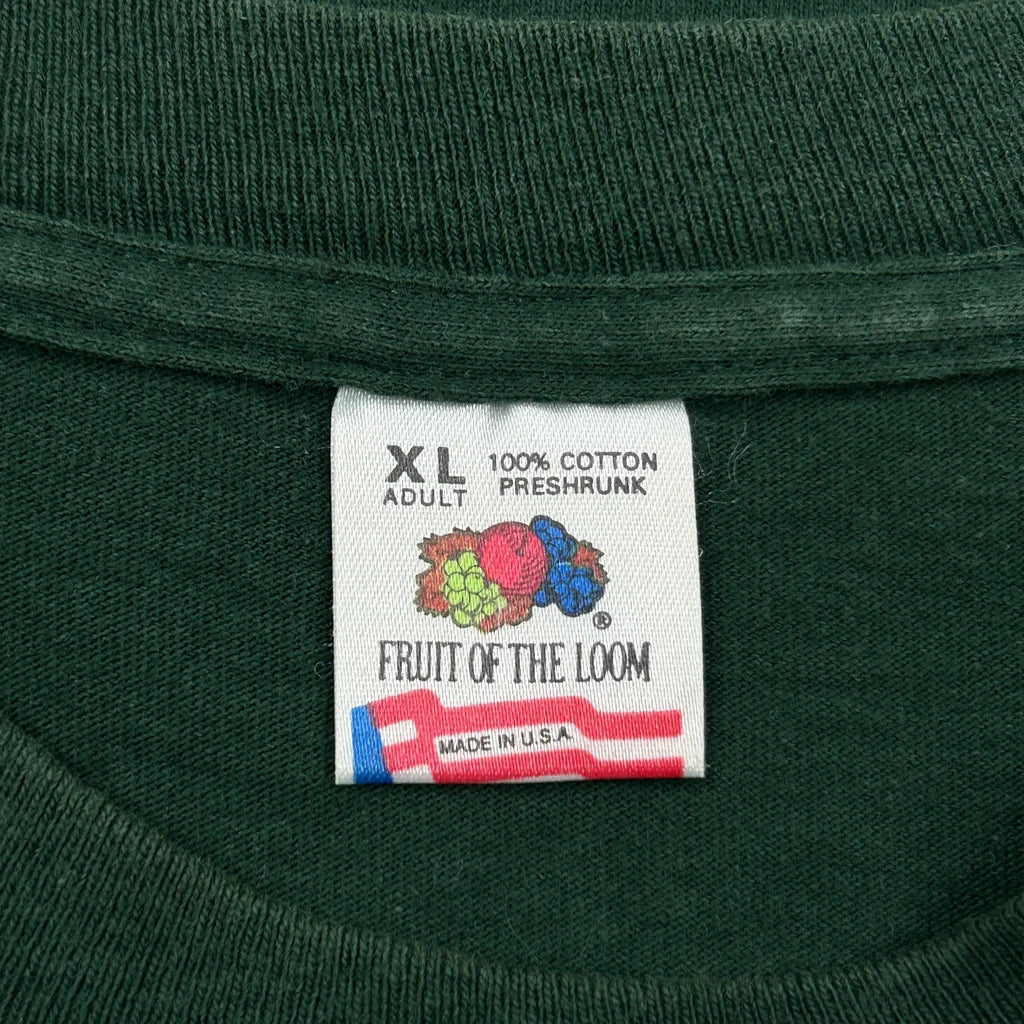 XL 100% COTTON
ADULT PRESHRUNK
®
FRUIT OF THE LOOM
MADE IN U.S.A.